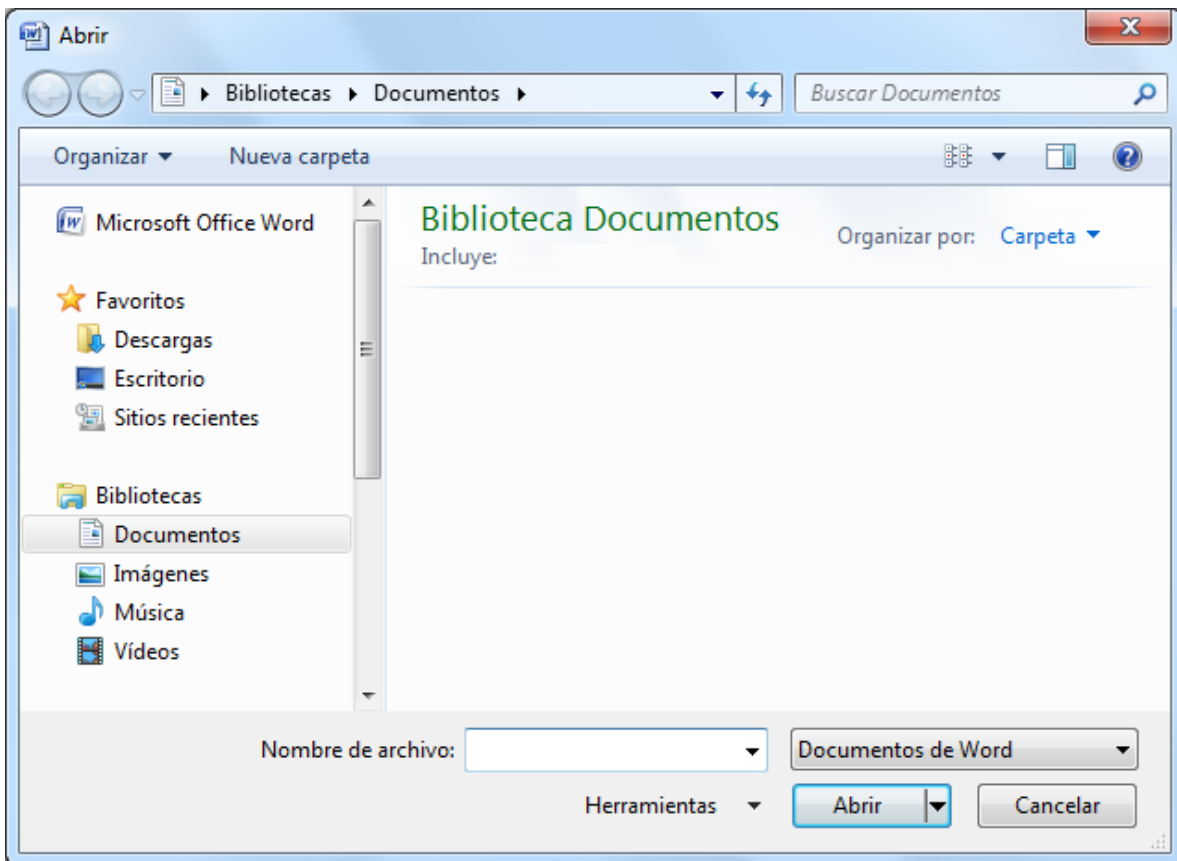 Abrir
Bibliotecas Documentos
Buscar Documentos
Organizar Nueva carpeta
Microsoft Office Word
Favoritos
Descargas
Escritorio
Sitios recientes
Bibliotecas
Documentos
Imágenes
Música
Vídeos
Biblioteca Documentos
Incluye:
Organizar por: Carpeta
Nombre de archivo:
Documentos de Word
Herramientas
Abrir
Cancelar